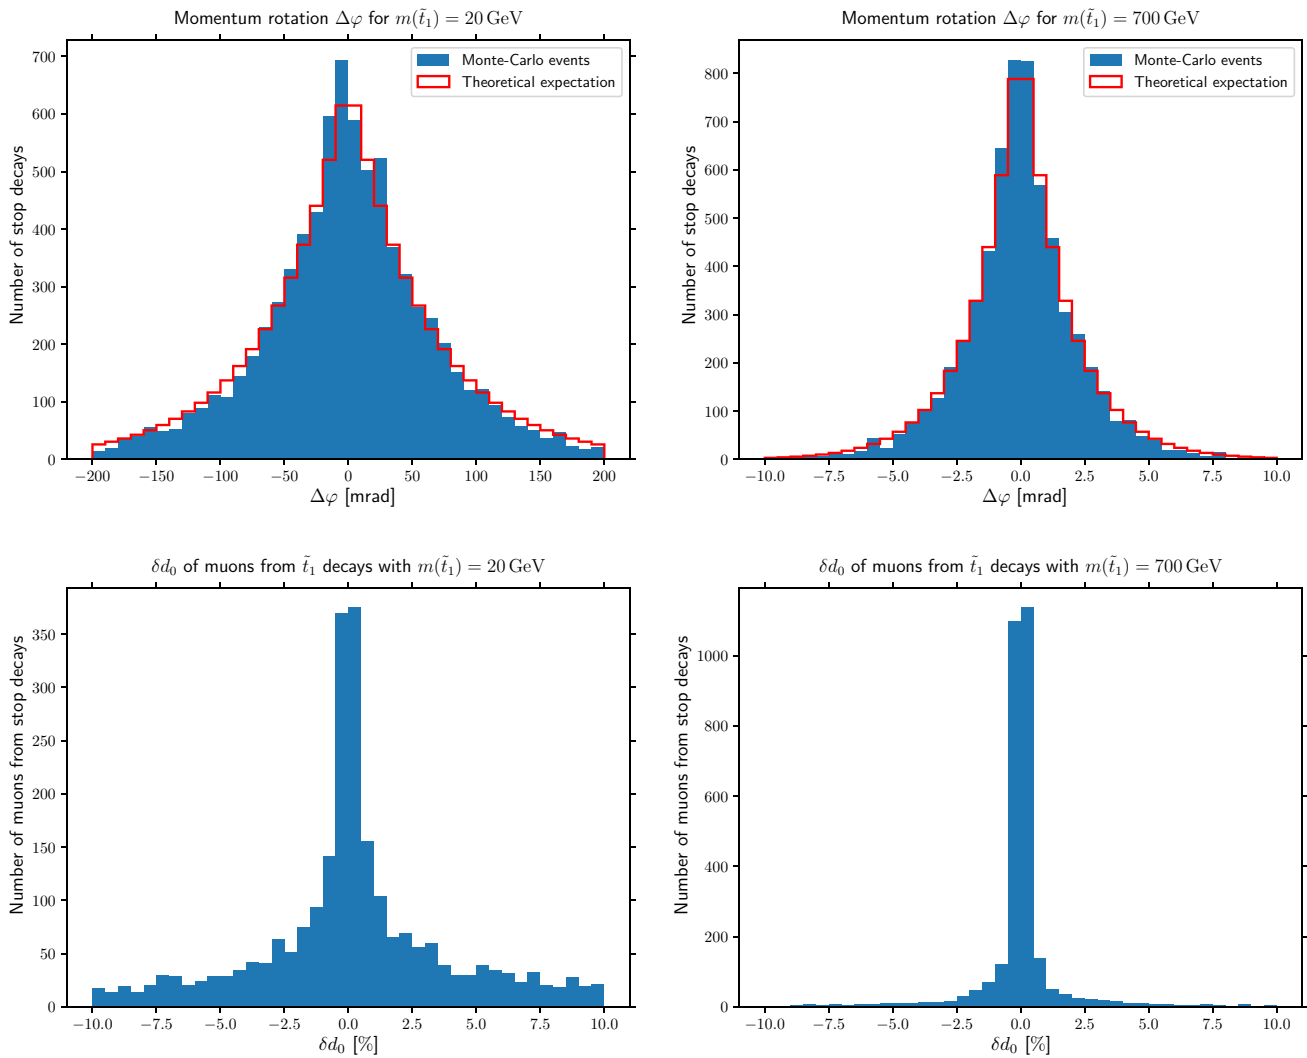 Momentum rotation Δφ for m(t̃₁) = 20 GeV
Number of stop decays
700
600
500
400
300
200
100
0
Monte-Carlo events
Theoretical expectation
−200 −150 −100 −50 0 50 100 150 200
Δφ [mrad]
Momentum rotation Δφ for m(t̃₁) = 700 GeV
Number of stop decays
800
700
600
500
400
300
200
100
0
Monte-Carlo events
Theoretical expectation
−10.0 −7.5 −5.0 −2.5 0.0 2.5 5.0 7.5 10.0
Δφ [mrad]
δd₀ of muons from t̃₁ decays with m(t̃₁) = 20 GeV
Number of muons from stop decays
350
300
250
200
150
100
50
0
−10.0 −7.5 −5.0 −2.5 0.0 2.5 5.0 7.5 10.0
δd₀ [%]
δd₀ of muons from t̃₁ decays with m(t̃₁) = 700 GeV
Number of muons from stop decays
1000
800
600
400
200
0
−10.0 −7.5 −5.0 −2.5 0.0 2.5 5.0 7.5 10.0
δd₀ [%]